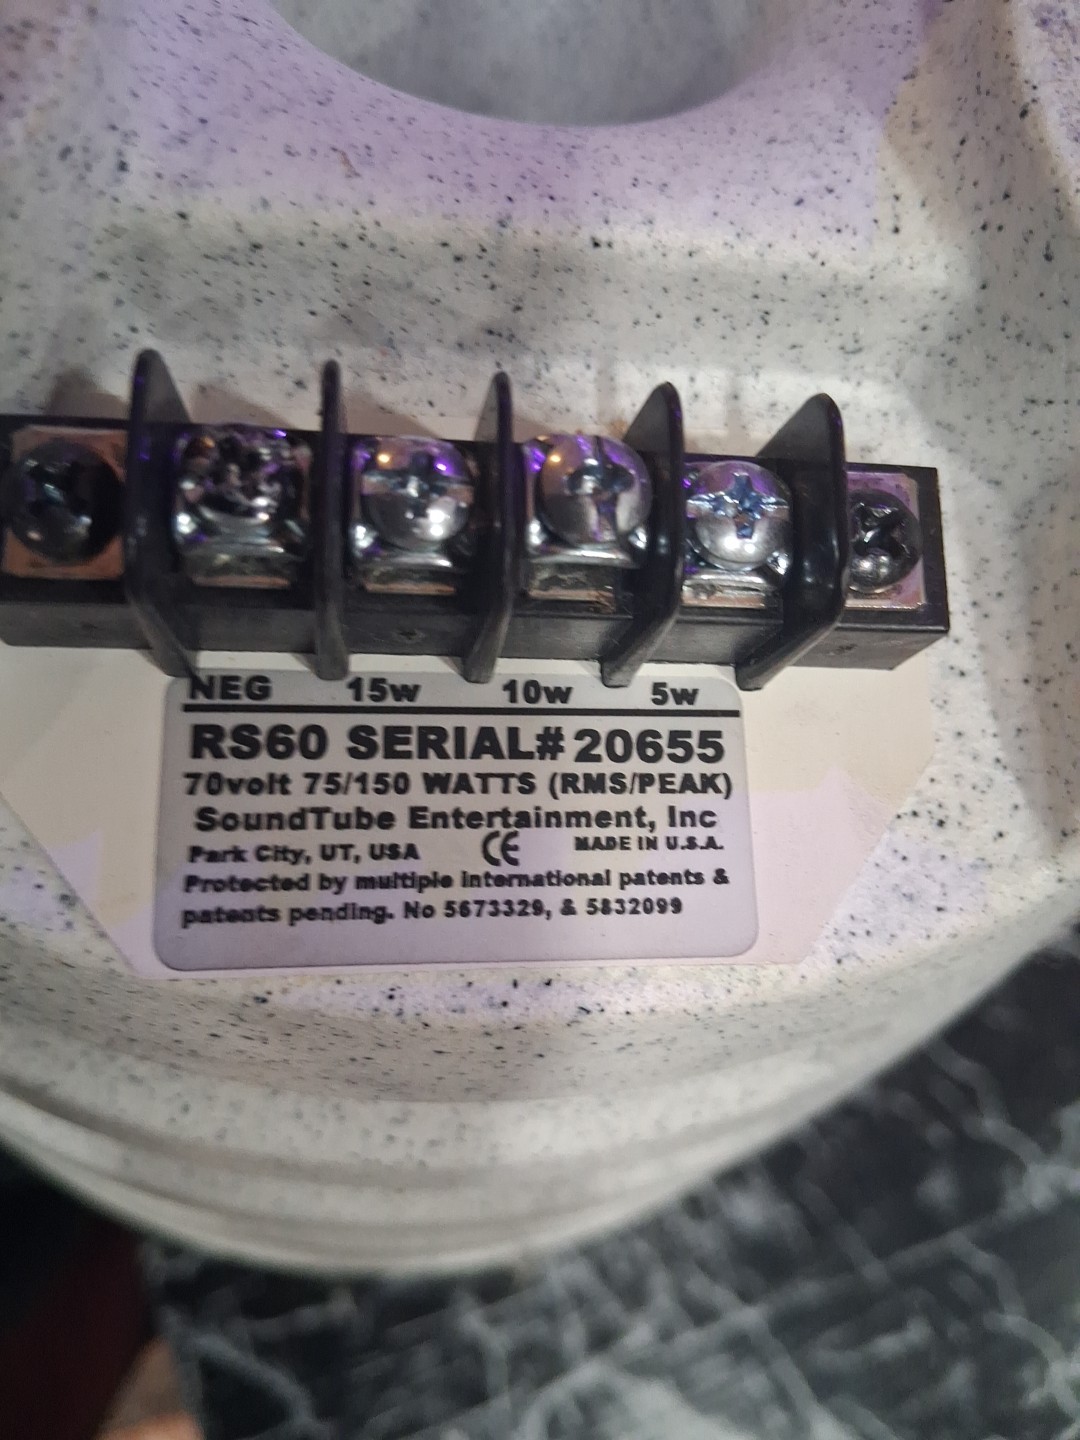 NEG 15w 10w 5w
RS60 SERIAL# 20655
70volt 75/150 WATTS (RMS/PEAK)
SoundTube Entertainment, Inc
Park City, UT, USA CE MADE IN U.S.A.
Protected by multiple international patents &
patents pending. No 5673329, & 5832099